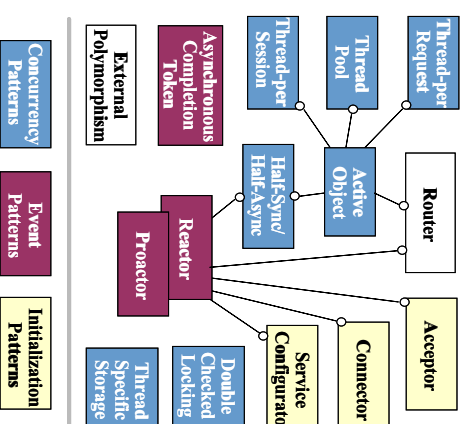 Thread-per
Request
Router
Acceptor
Thread
Pool
Active
Object
Connector
Thread-per
Session
Half-Sync/
Half-Async
Service
Configurato
Asynchronous
Completion
Token
Reactor
Proactor
Double
Checked
Locking
External
Polymorphism
Thread
Specific
Storage
Concurrency
Patterns
Event
Patterns
Initialization
Patterns